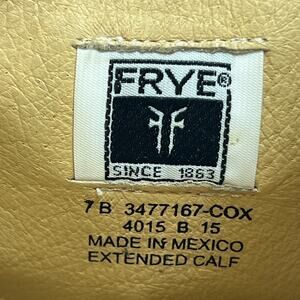 FRYE®
SINCE 1863
7 B 3477167-COX
4015 B 15
MADE IN MEXICO
EXTENDED CALF